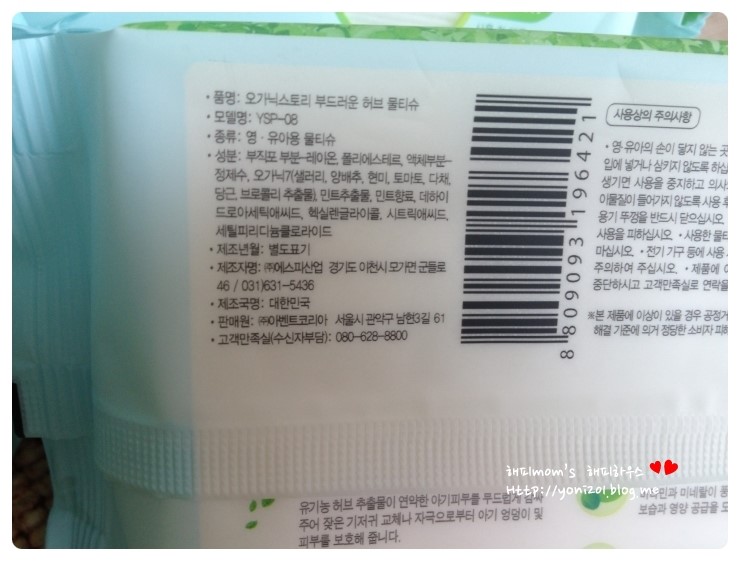 • 품명: 오가닉스토리 부드러운 허브 물티슈
• 모델명: YSP-08
• 종류: 영 · 유아용 물티슈
• 성분: 부직포 부분-레이온, 폴리에스테르, 액체부분-
정제수, 오가닉7(샐러리, 양배추, 현미, 토마토, 다채,
당근, 브로콜리 추출물), 민트추출물, 민트향료, 데하이
드로아세틱애씨드, 헥실렌글라이콜, 시트릭애씨드,
세틸피리디늄클로라이드
• 제조년월: 별도표기
• 제조자명: ㈜에스피산업 경기도 이천시 모가면 군들로
46 / 031)631-5436
• 제조국명: 대한민국
• 판매원: ㈜아벤트코리아 서울시 관악구 남현3길 61
• 고객만족실(수신자부담): 080-628-8800
8 809093 196421
사용상의 주의사항
• 영·유아의 손이 닿지 않는 곳
입에 넣거나 삼키지 않도록 하십
생기면 사용을 중지하고 의사
이물질이 들어가지 않도록 사용 후
용기 뚜껑을 반드시 닫으십시오
사용을 피하십시오. • 사용한 물티
마십시오. • 전기 가구 등에 사용
주의하여 주십시오. • 제품에 이
중단하시고 고객만족실로 연락을
※본 제품에 이상이 있을 경우 공정거
해결 기준에 의거 정당한 소비자 피해
해피mom's 해피하우스
Http://yonizoi.blog.me
유기농 허브 추출물이 연약한 아기피부를 부드럽게 감싸
주어 잦은 기저귀 교체나 자극으로부터 아기 엉덩이 및
피부를 보호해 줍니다.
비타민과 미네랄이 풍
보습과 영양 공급을 도